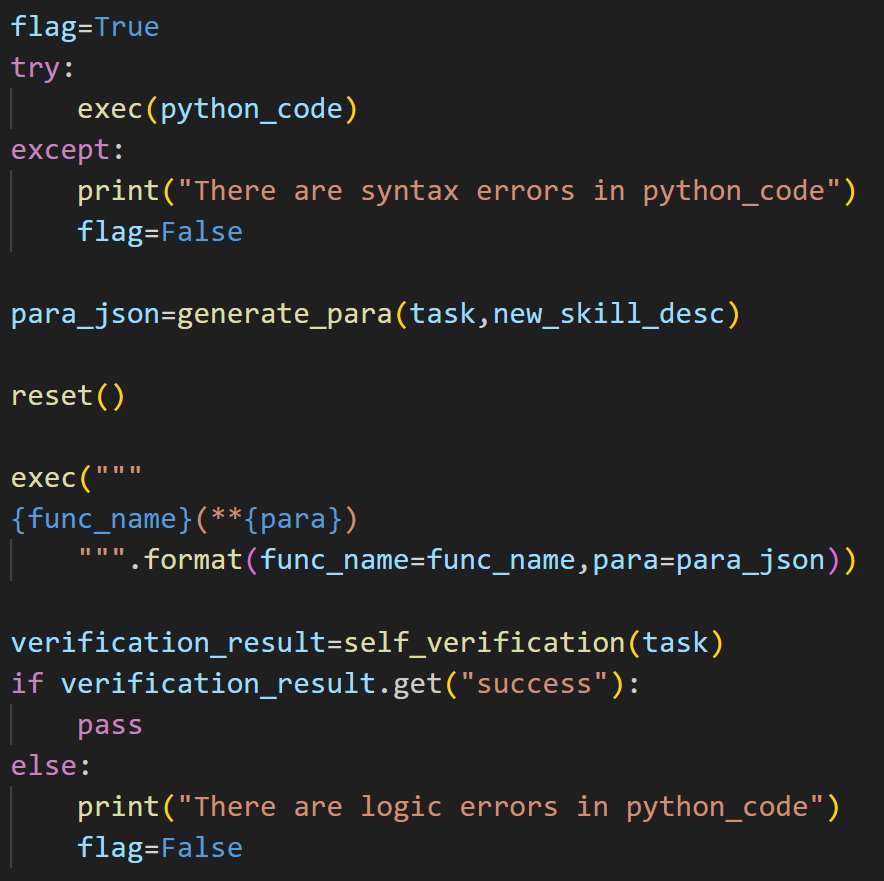 flag=True
try:
    exec(python_code)
except:
    print("There are syntax errors in python_code")
    flag=False

para_json=generate_para(task,new_skill_desc)

reset()

exec("""
{func_name}(**{para})
    """.format(func_name=func_name,para=para_json))

verification_result=self_verification(task)
if verification_result.get("success"):
    pass
else:
    print("There are logic errors in python_code")
    flag=False